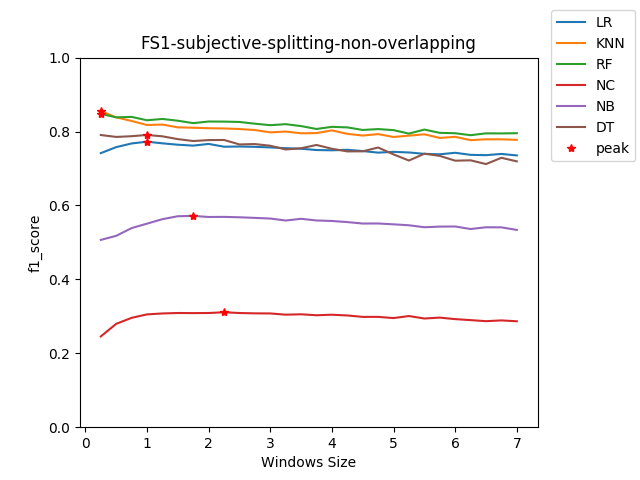 FS1-subjective-splitting-non-overlapping
LR
KNN
RF
NC
NB
DT
peak
1.0
0.8
0.6
0.4
0.2
0.0
f1_score
0 1 2 3 4 5 6 7
Windows Size